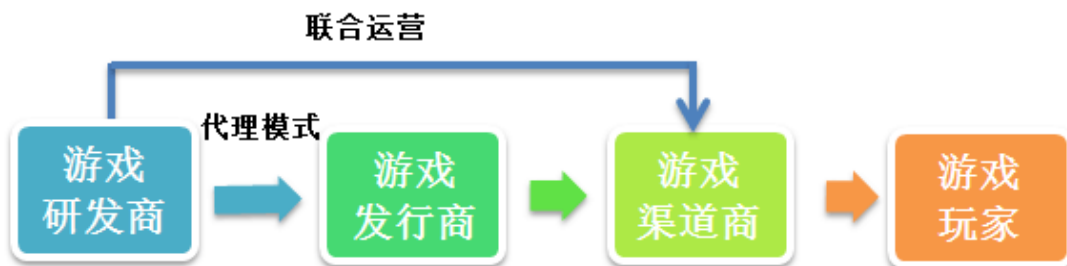 联合运营
代理模式
游戏
研发商
游戏
发行商
游戏
渠道商
游戏
玩家